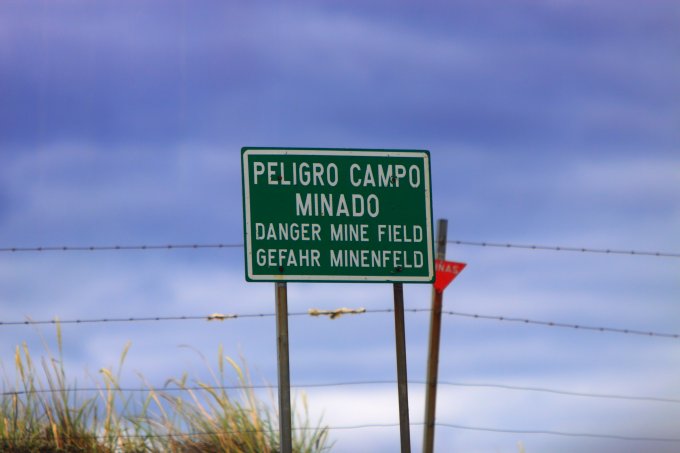 PELIGRO CAMPO
MINADO
DANGER MINE FIELD
GEFAHR MINENFELD